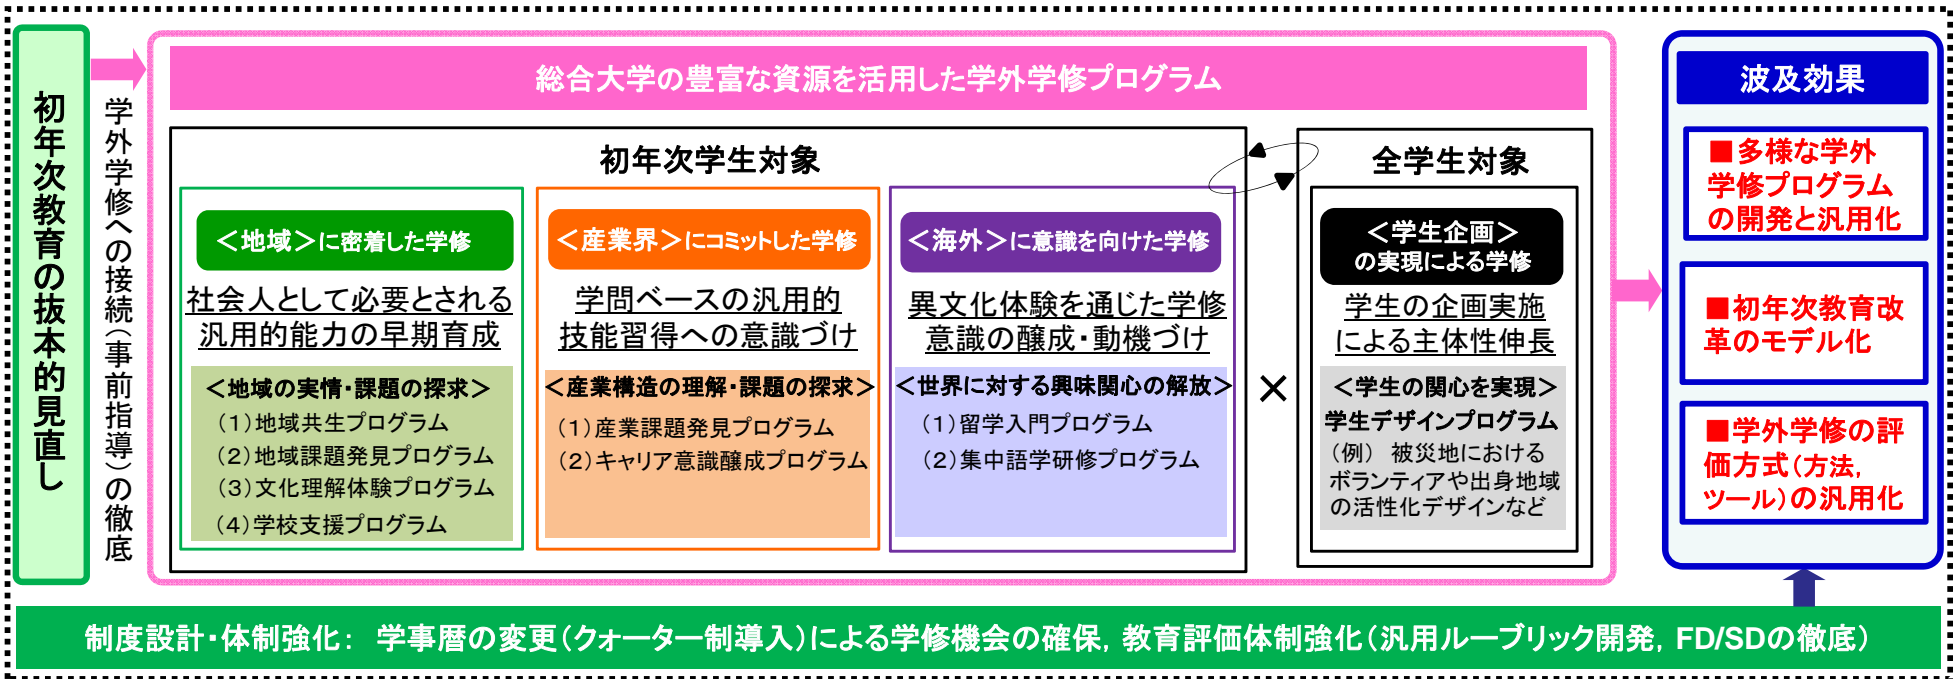 初年次教育の抜本的見直し
学外学修への接続（事前指導）の徹底
総合大学の豊富な資源を活用した学外学修プログラム
初年次学生対象
＜地域＞に密着した学修
社会人として必要とされる
汎用的能力の早期育成
＜地域の実情・課題の探求＞
（１）地域共生プログラム
（２）地域課題発見プログラム
（３）文化理解体験プログラム
（４）学校支援プログラム
＜産業界＞にコミットした学修
学問ベースの汎用的
技能習得への意識づけ
＜産業構造の理解・課題の探求＞
（１）産業課題発見プログラム
（２）キャリア意識醸成プログラム
＜海外＞に意識を向けた学修
異文化体験を通じた学修
意識の醸成・動機づけ
＜世界に対する興味関心の解放＞
（１）留学入門プログラム
（２）集中語学研修プログラム
×
全学生対象
＜学生企画＞
の実現による学修
学生の企画実施
による主体性伸長
＜学生の関心を実現＞
学生デザインプログラム
（例）　被災地における
ボランティアや出身地域
の活性化デザインなど
波及効果
■多様な学外
学修プログラム
の開発と汎用化
■初年次教育改
革のモデル化
■学外学修の評
価方式（方法，
ツール）の汎用化
制度設計・体制強化：　学事暦の変更（クォーター制導入）による学修機会の確保，教育評価体制強化（汎用ルーブリック開発，FD/SDの徹底）